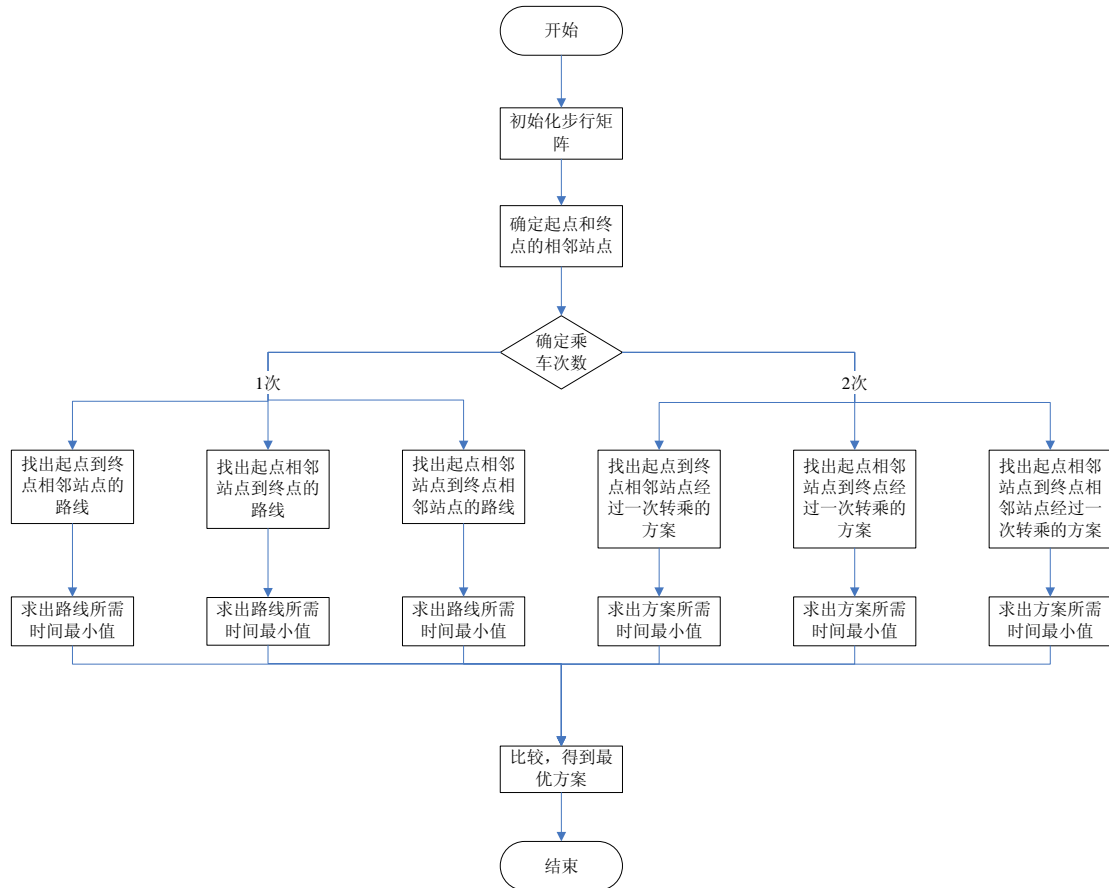 开始
初始化步行矩
阵
确定起点和终
点的相邻站点
确定乘
车次数
1次
2次
找出起点到终
点相邻站点的
路线
找出起点相邻
站点到终点的
路线
找出起点相邻
站点到终点相
邻站点的路线
找出起点到终
点相邻站点经
过一次转乘的
方案
找出起点相邻
站点到终点经
过一次转乘的
方案
找出起点相邻
站点到终点相
邻站点经过一
次转乘的方案
求出路线所需
时间最小值
求出路线所需
时间最小值
求出路线所需
时间最小值
求出方案所需
时间最小值
求出方案所需
时间最小值
求出方案所需
时间最小值
比较，得到最
优方案
结束